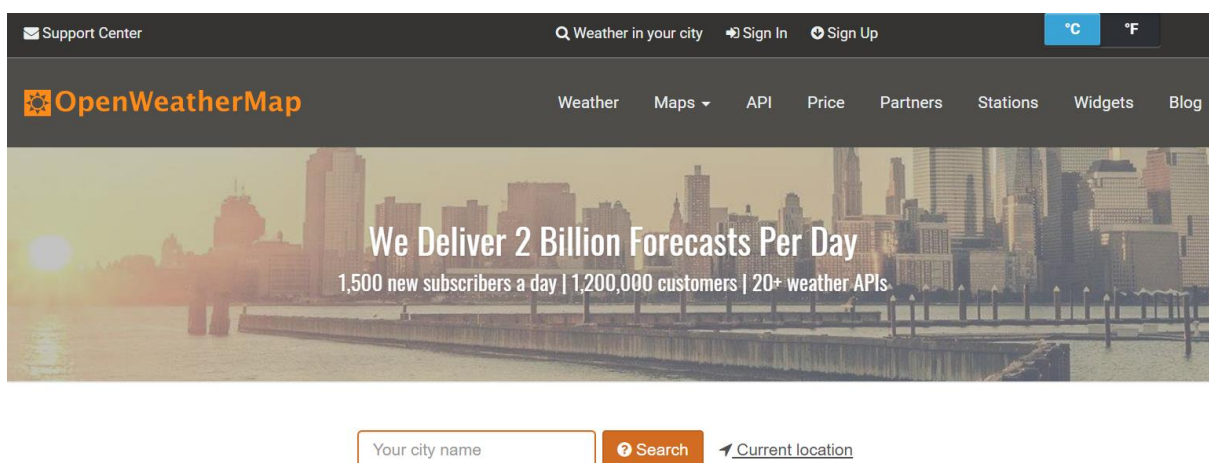 Support Center Weather in your city Sign In Sign Up °C °F
OpenWeatherMap Weather Maps API Price Partners Stations Widgets Blog
We Deliver 2 Billion Forecasts Per Day
1,500 new subscribers a day | 1,200,000 customers | 20+ weather APIs
Your city name Search Current location